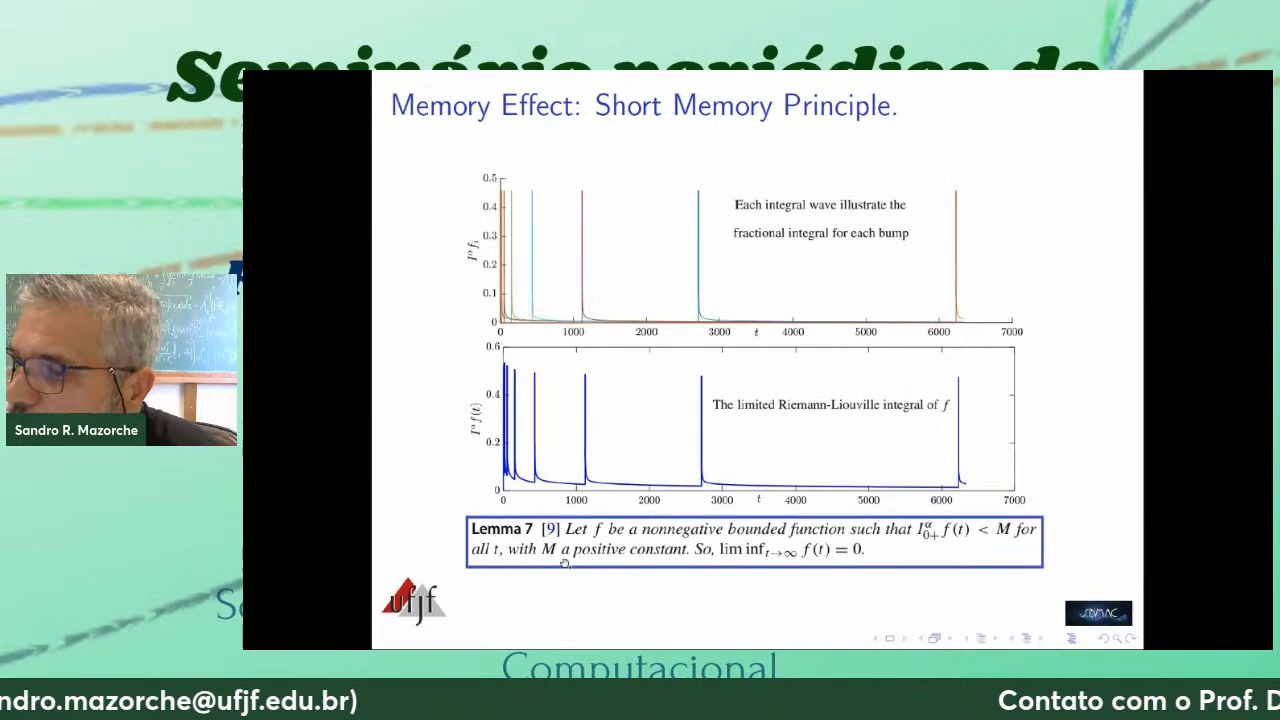 Memory Effect: Short Memory Principle.
0.5
0.4
0.3
0.2
0.1
0
I^α f_i
Each integral wave illustrate the
fractional integral for each bump
0 1000 2000 3000 t 4000 5000 6000 7000
0.6
0.4
0.2
0
I^α f(t)
The limited Riemann-Liouville integral of f
0 1000 2000 3000 t 4000 5000 6000 7000
Lemma 7 [9] Let f be a nonnegative bounded function such that I^α_{0+} f(t) < M for
all t, with M a positive constant. So, lim inf_{t→∞} f(t) = 0.
ufjf
Sandro R. Mazorche
Computacional
ndro.mazorche@ufjf.edu.br)
Contato com o Prof. D